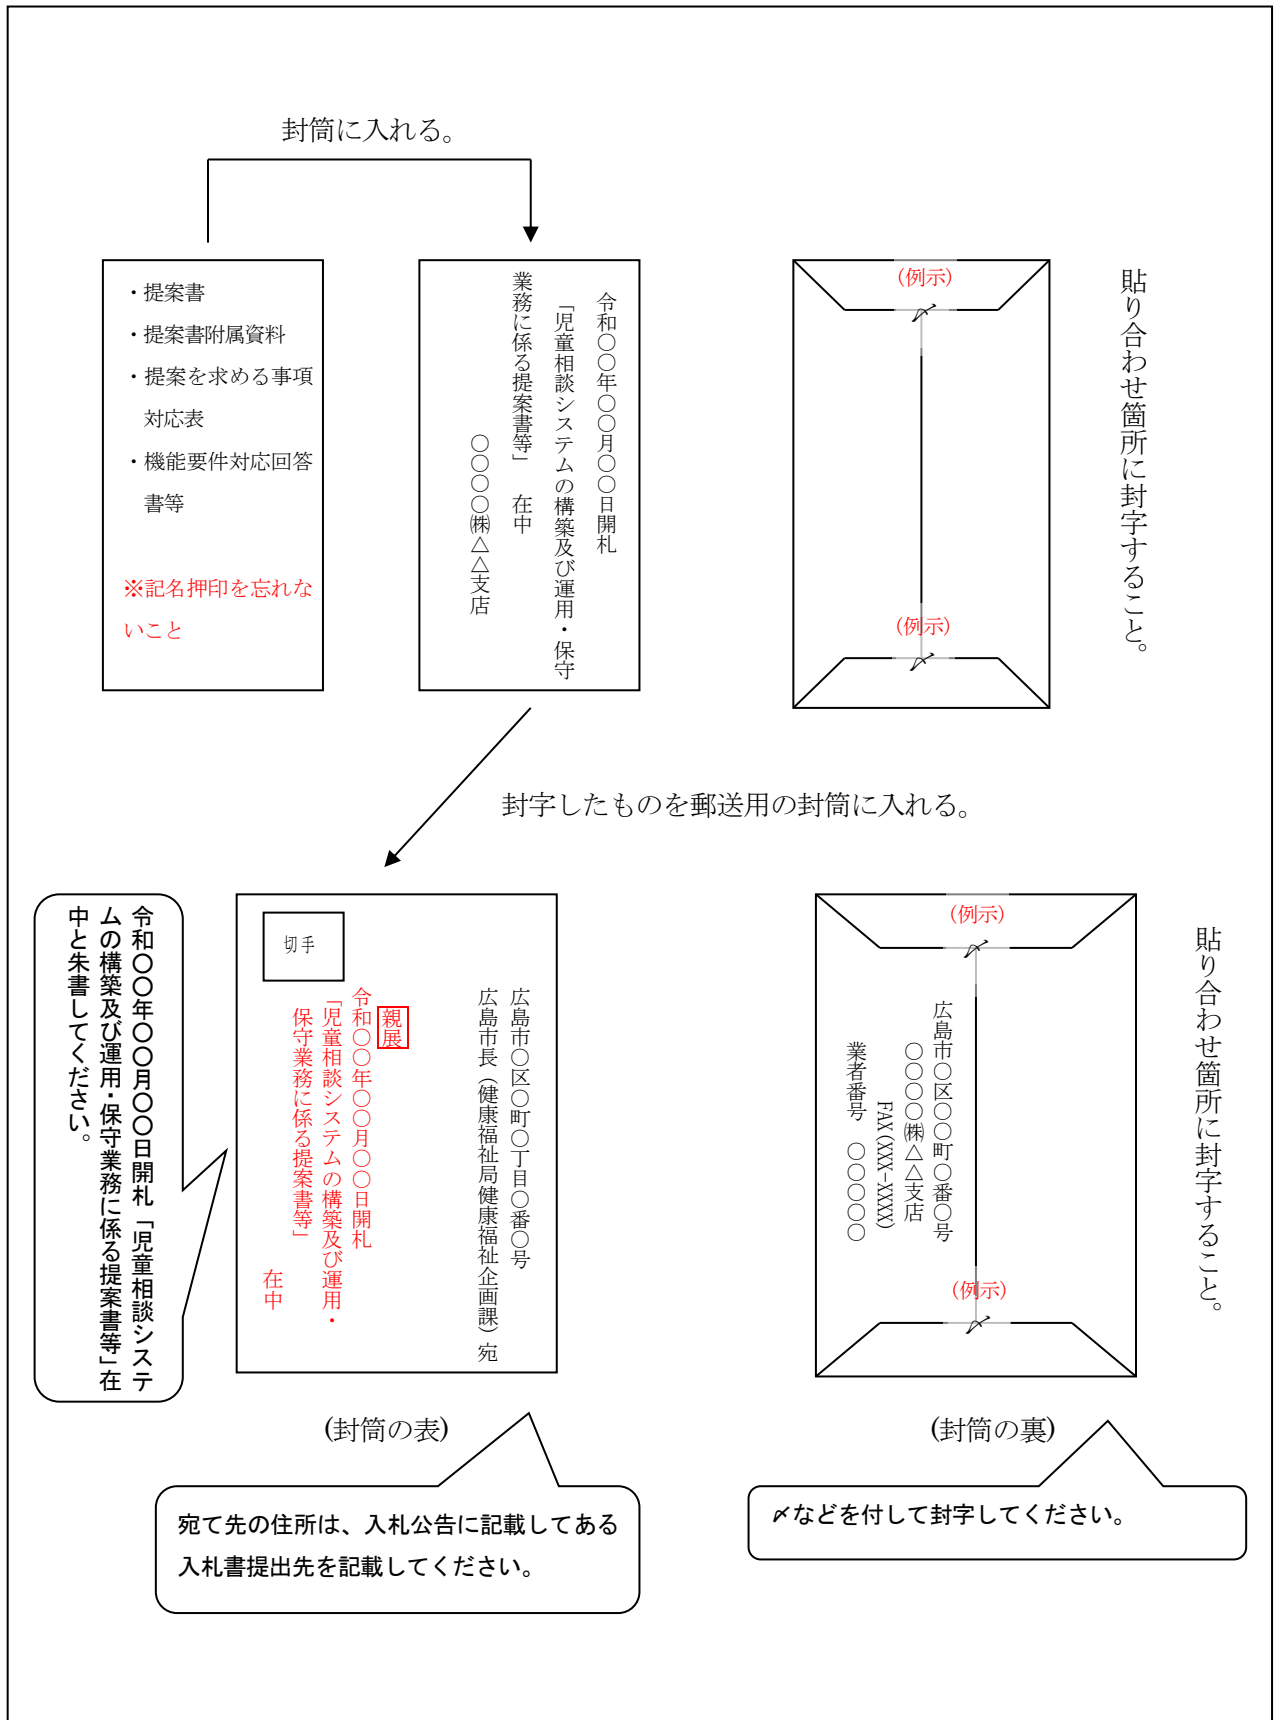 封筒に入れる。
・提案書
・提案書附属資料
・提案を求める事項
対応表
・機能要件対応回答
書等
※記名押印を忘れな
いこと
令和〇〇年〇〇月〇〇日開札
「児童相談システムの構築及び運用・保守
業務に係る提案書等」　在中
〇〇〇〇㈱△△支店
(例示)
〆
(例示)
〆
貼り合わせ箇所に封字すること。
封字したものを郵送用の封筒に入れる。
令和〇〇年〇〇月〇〇日開札「児童相談システ
ムの構築及び運用・保守業務に係る提案書等」在
中と朱書してください。
切手
広島市〇区〇町〇丁目〇番〇号
広島市長（健康福祉局健康福祉企画課）宛
親展
令和〇〇年〇〇月〇〇日開札
「児童相談システムの構築及び運用・
保守業務に係る提案書等」
在中
(封筒の表)
宛て先の住所は、入札公告に記載してある
入札書提出先を記載してください。
(例示)
〆
広島市〇区〇〇町〇番〇号
〇〇〇〇㈱△△支店
FAX(XXX-XXXX)
業者番号　〇〇〇〇〇
(例示)
〆
貼り合わせ箇所に封字すること。
(封筒の裏)
〆などを付して封字してください。